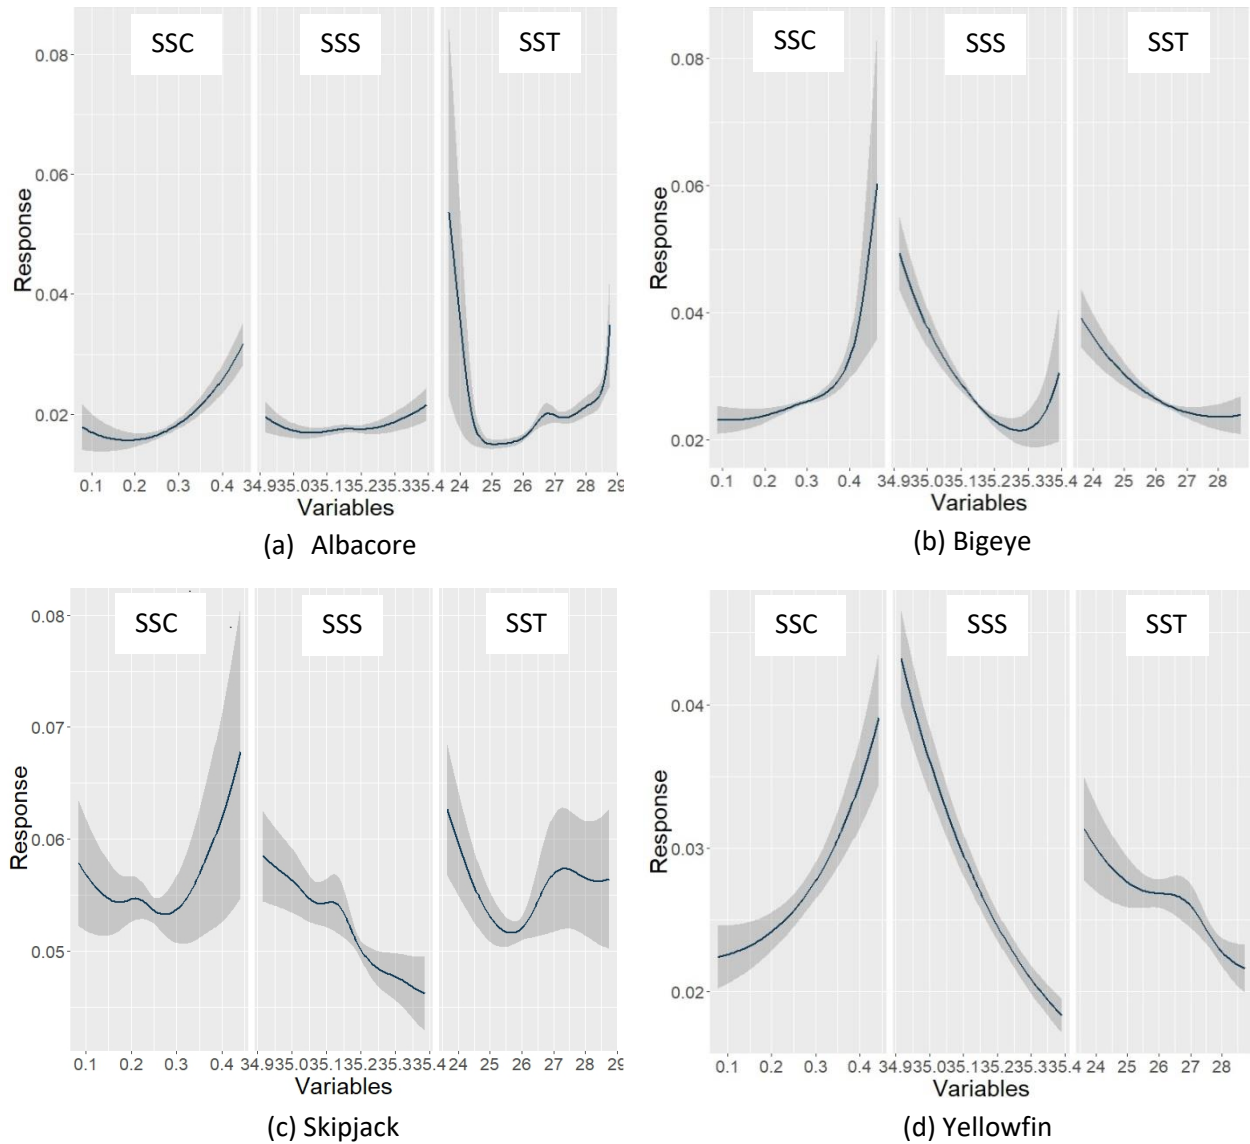 SSC SSS SST
0.08
0.06
0.04
0.02
Response
0.1 0.2 0.3 34.935.035.135.235.335.4 24 25 26 27 28 29
Variables
(a) Albacore
SSC SSS SST
0.08
0.06
0.04
0.02
Response
0.1 0.2 0.3 0.4 34.935.035.135.235.335.4 24 25 26 27 28
Variables
(b) Bigeye
SSC SSS SST
0.08
0.07
0.06
0.05
Response
0.1 0.2 0.3 0.4 34.935.035.135.235.335.4 24 25 26 27 28 29
Variables
(c) Skipjack
SSC SSS SST
0.04
0.03
0.02
Response
0.1 0.2 0.3 0.4 34.935.035.135.235.335.4 24 25 26 27 28
Variables
(d) Yellowfin